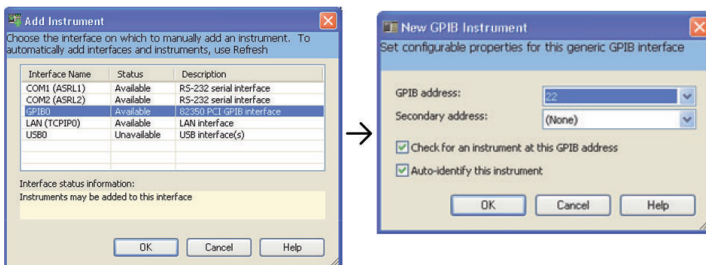 Add Instrument
Choose the interface on which to manually add an instrument. To
automatically add interfaces and instruments, use Refresh
Interface Name Status Description
COM1 (ASRL1) Available RS-232 serial interface
COM2 (ASRL2) Available RS-232 serial interface
GPIB0 Available 82350 PCI GPIB interface
LAN (TCPIP0) Available LAN interface
USB0 Unavailable USB interface(s)
Interface status information:
Instruments may be added to this interface
OK Cancel Help
New GPIB Instrument
Set configurable properties for this generic GPIB interface
GPIB address: 22
Secondary address: (None)
Check for an instrument at this GPIB address
Auto-identify this instrument
OK Cancel Help